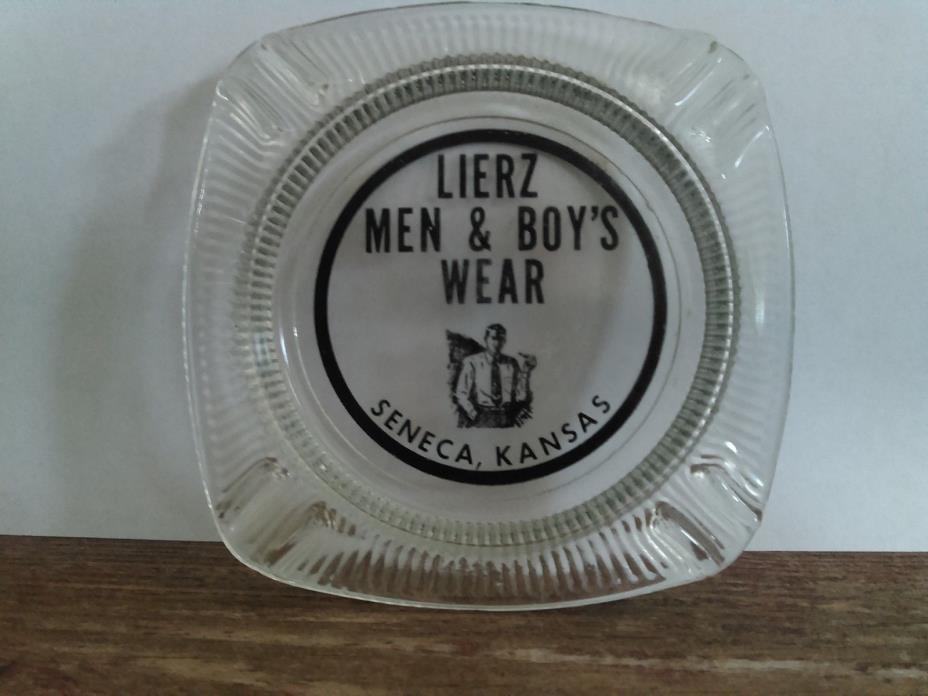 LIERZ
MEN & BOY'S
WEAR
SENECA, KANSAS